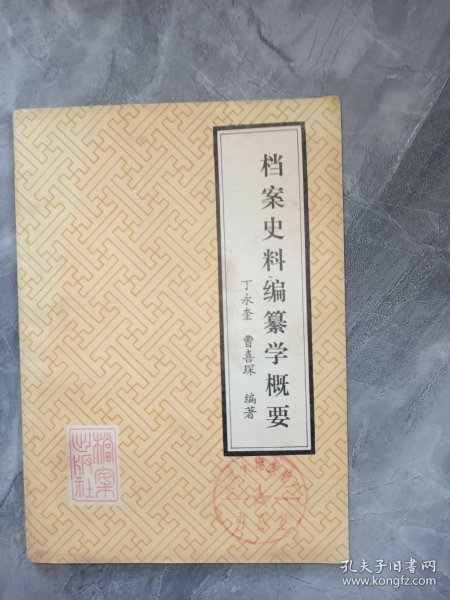 档案史料编纂学概要
丁永奎 曹喜琛 编著
檔案
出版社
孔夫子旧书网
www.kongfz.com